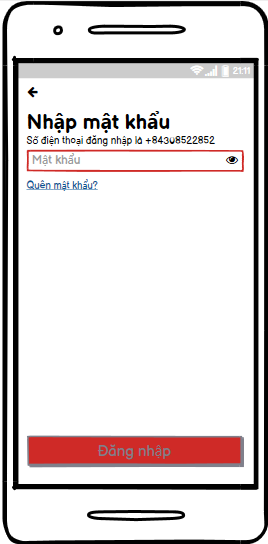 21:11
Nhập mật khẩu
Số điện thoại đăng nhập là +84308522852
Mật khẩu
Quên mật khẩu?
Đăng nhập